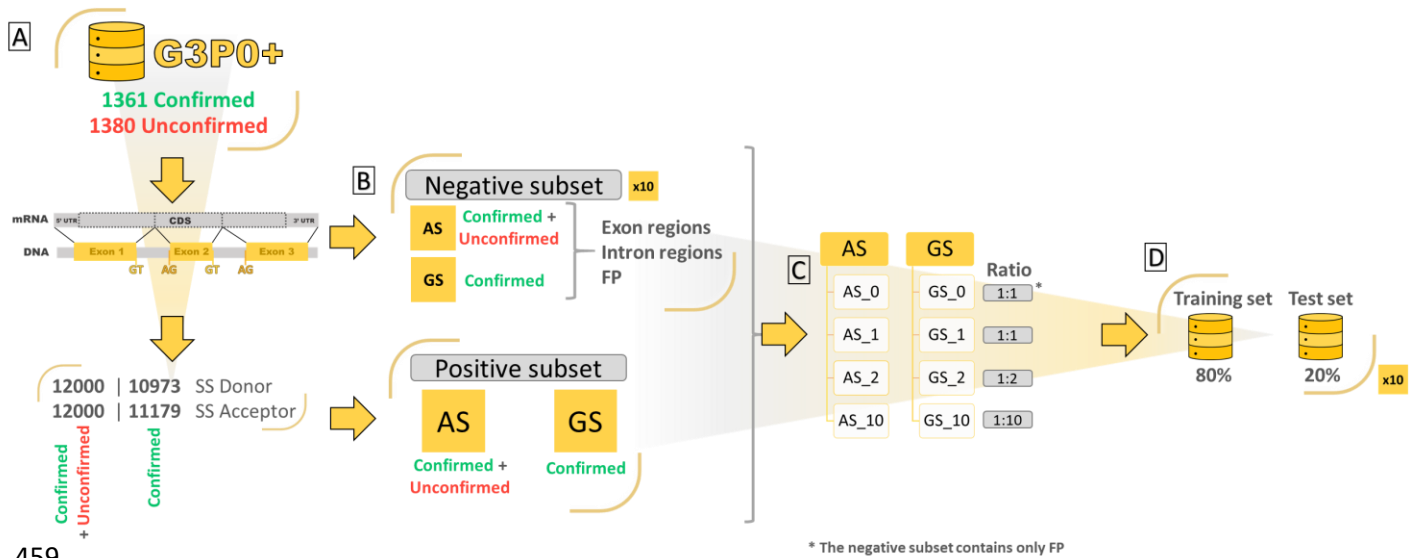 A
G3PO+
1361 Confirmed
1380 Unconfirmed
mRNA 5' UTR CDS 3' UTR
DNA Exon 1 Exon 2 Exon 3
GT AG GT AG
12000 | 10973 SS Donor
12000 | 11179 SS Acceptor
Confirmed
+ Unconfirmed
Confirmed
B
Negative subset x10
AS Confirmed +
Unconfirmed
GS Confirmed
Exon regions
Intron regions
FP
Positive subset
AS GS
Confirmed +
Unconfirmed
Confirmed
C
AS GS
Ratio
AS_0 GS_0 1:1 *
AS_1 GS_1 1:1
AS_2 GS_2 1:2
AS_10 GS_10 1:10
D
Training set Test set
80% 20%
x10
* The negative subset contains only FP
459